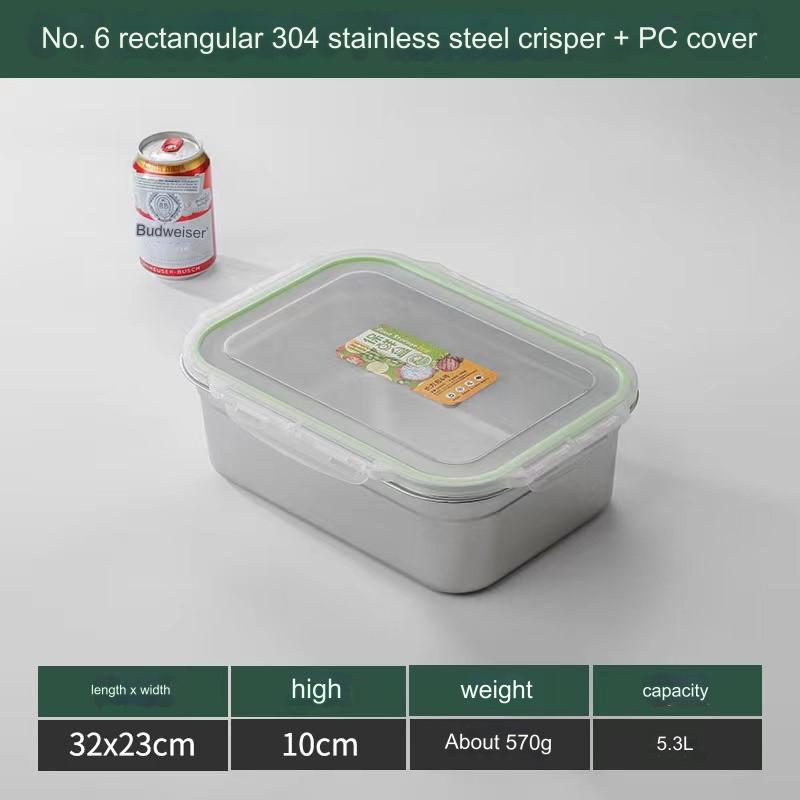 No. 6 rectangular 304 stainless steel crisper + PC cover
Budweiser
length x width
high
weight
capacity
32x23cm
10cm
About 570g
5.3L